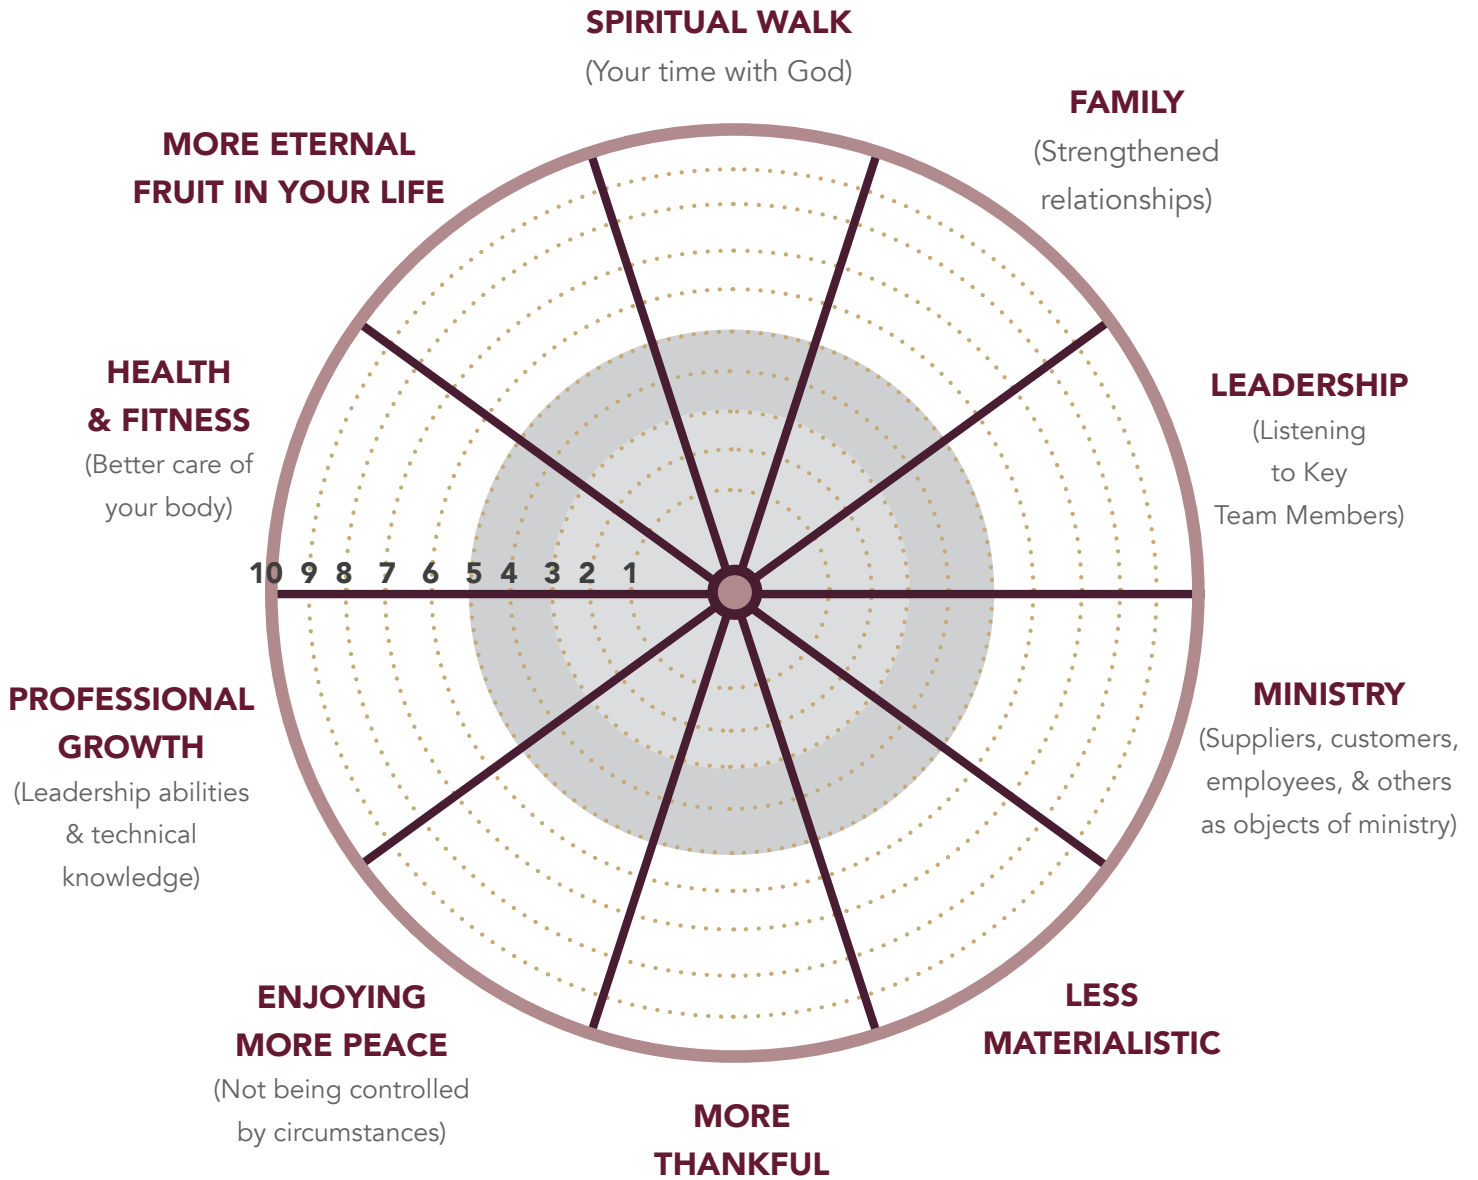 SPIRITUAL WALK
(Your time with God)
FAMILY
(Strengthened
relationships)
MORE ETERNAL
FRUIT IN YOUR LIFE
HEALTH
& FITNESS
(Better care of
your body)
LEADERSHIP
(Listening
to Key
Team Members)
10 9 8 7 6 5 4 3 2 1
PROFESSIONAL
GROWTH
(Leadership abilities
& technical
knowledge)
MINISTRY
(Suppliers, customers,
employees, & others
as objects of ministry)
ENJOYING
MORE PEACE
(Not being controlled
by circumstances)
LESS
MATERIALISTIC
MORE
THANKFUL